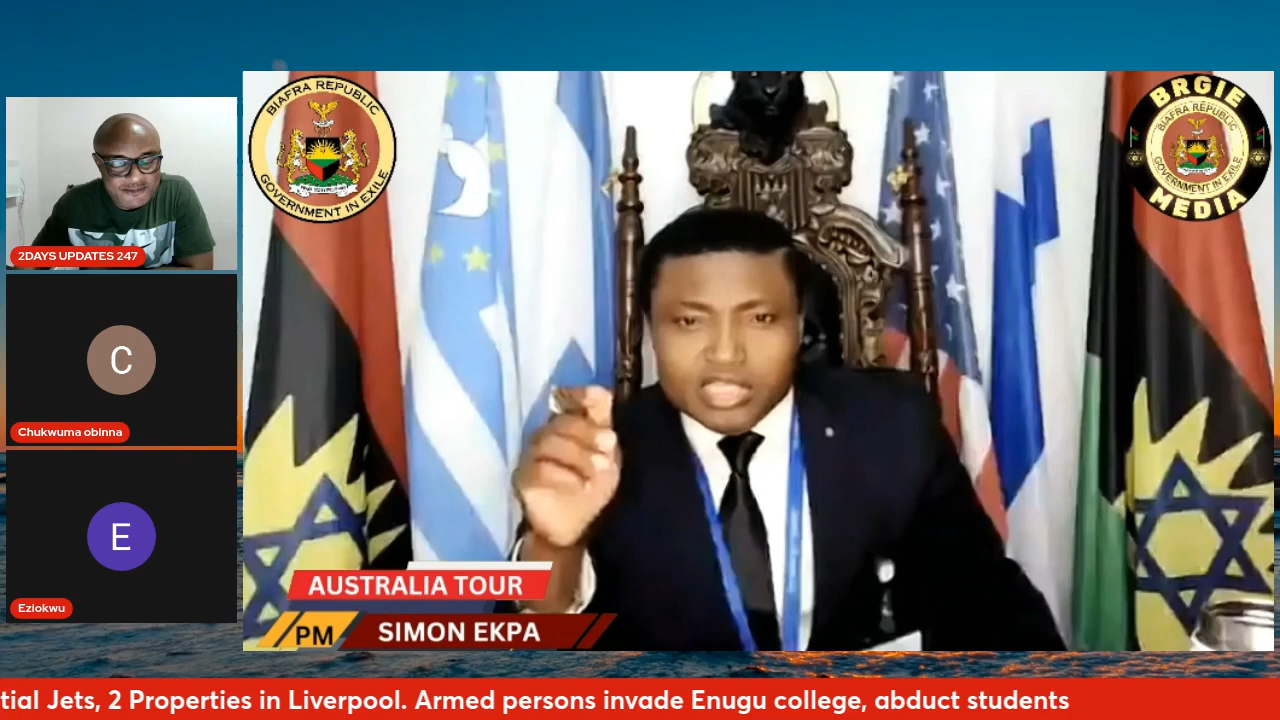 BIAFRA REPUBLIC
GOVERNMENT IN EXILE
BRGIE
BIAFRA REPUBLIC
GOVERNMENT IN EXILE
MEDIA
2DAYS UPDATES 247
C
Chukwuma obinna
E
Eziokwu
AUSTRALIA TOUR
PM SIMON EKPA
tial Jets, 2 Properties in Liverpool. Armed persons invade Enugu college, abduct students